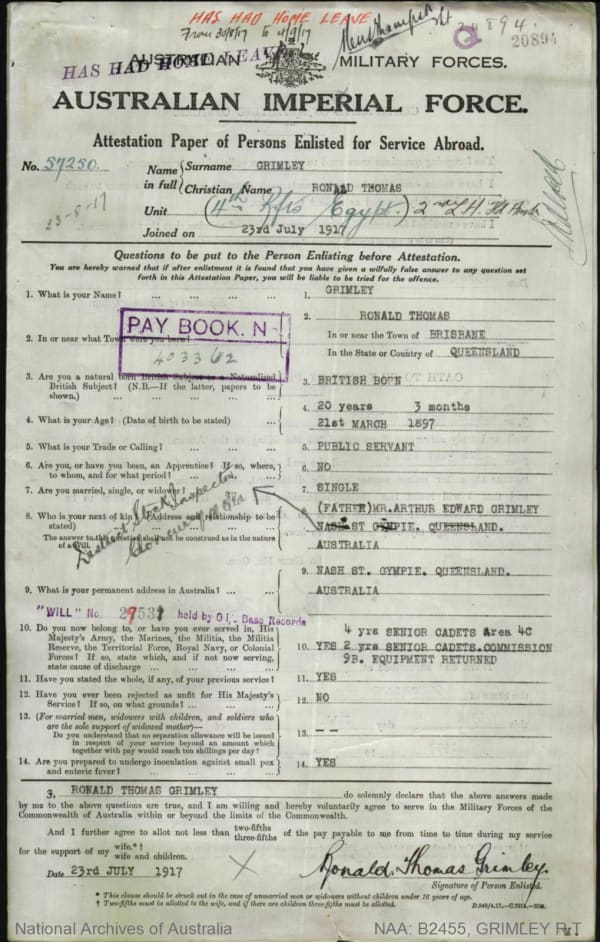 HAS HAD HOME LEAVE
From 30/8/17 to 4/9/17
20894.
Q
20894
HAS HAD HOME LEAVE
AUSTRALIAN MILITARY FORCES.
AUSTRALIAN IMPERIAL FORCE.
Attestation Paper of Persons Enlisted for Service Abroad.
No. 57250
Name in full { Surname GRIMLEY
Christian Name RONALD THOMAS
Unit (4th Rfts Egypt.) 2nd L.H. Fld Amb
23-8-17
Joined on 23rd July 1917
Questions to be put to the Person Enlisting before Attestation.
You are hereby warned that if after enlistment it is found that you have given a wilfully false answer to any question set
forth in this Attestation Paper, you will be liable to be tried for the offence.
1. What is your Name? ... ... ... ...
1. GRIMLEY
RONALD THOMAS
PAY BOOK. N
403362
2. In or near what Town were you born?
2. In or near the Town of BRISBANE
In the State or Country of QUEENSLAND
3. Are you a natural born British Subject or a Naturalized
British Subject? (N.B.—If the latter, papers to be
shown.) ... ... ... ... ...
3. BRITISH BORN
4. What is your Age? (Date of birth to be stated) ...
4. 20 years 3 months
21st MARCH 1897
5. What is your Trade or Calling? ... ... ...
5. PUBLIC SERVANT
6. Are you, or have you been, an Apprentice? If so, where,
to whom, and for what period? ... ... ...
6. NO
7. Are you married, single, or widower?
7. SINGLE
8. Who is your next of kin? (Address and relationship to be
stated) ... ...
The answer to this question shall be construed as in the nature
of a Will.
District Stock Inspector
8. (FATHER)MR.ARTHUR EDWARD GRIMLEY
NASH ST GYMPIE. QUEENSLAND.
AUSTRALIA
9. What is your permanent address in Australia? ... ...
9. NASH ST. GYMPIE. QUEENSLAND.
AUSTRALIA
"WILL" No. held by O i/c Base Records
10. Do you now belong to, or have you ever served in, His
Majesty's Army, the Marines, the Militia, the Militia
Reserve, the Territorial Force, Royal Navy, or Colonial
Forces? If so, state which, and if not now serving,
state cause of discharge ... ... ... ...
4 yrs SENIOR CADETS Area 4C
10. YES 2 yrs SENIOR CADETS.COMMISSION
9B. EQUIPMENT RETURNED
11. Have you stated the whole, if any, of your previous service?
11. YES
12. Have you ever been rejected as unfit for His Majesty's
Service? If so, on what grounds? ... ... ...
12. NO
13. (For married men, widowers with children, and soldiers who
are the sole support of widowed mother)—
Do you understand that no separation allowance will be issued
in respect of your service beyond an amount which
together with pay would reach ten shillings per day?
13. --
14. Are you prepared to undergo inoculation against small pox
and enteric fever? ... ... ... ...
14. YES
I, RONALD THOMAS GRIMLEY do solemnly declare that the above answers made
by me to the above questions are true, and I am willing and hereby voluntarily agree to serve in the Military Forces of the
Commonwealth of Australia within or beyond the limits of the Commonwealth.
And I further agree to allot not less than two-fifths three-fifths of the pay payable to me from time to time during my service
for the support of my wife.*† wife and children.
Date 23rd JULY 1917
X
Ronald Thomas Grimley
Signature of Person Enlisted.
* This clause should be struck out in the case of unmarried men or widowers without children under 16 years of age.
† Two-fifths must be allotted to the wife, and if there are children three-fifths must be allotted.
National Archives of Australia
NAA: B2455, GRIMLEY R T